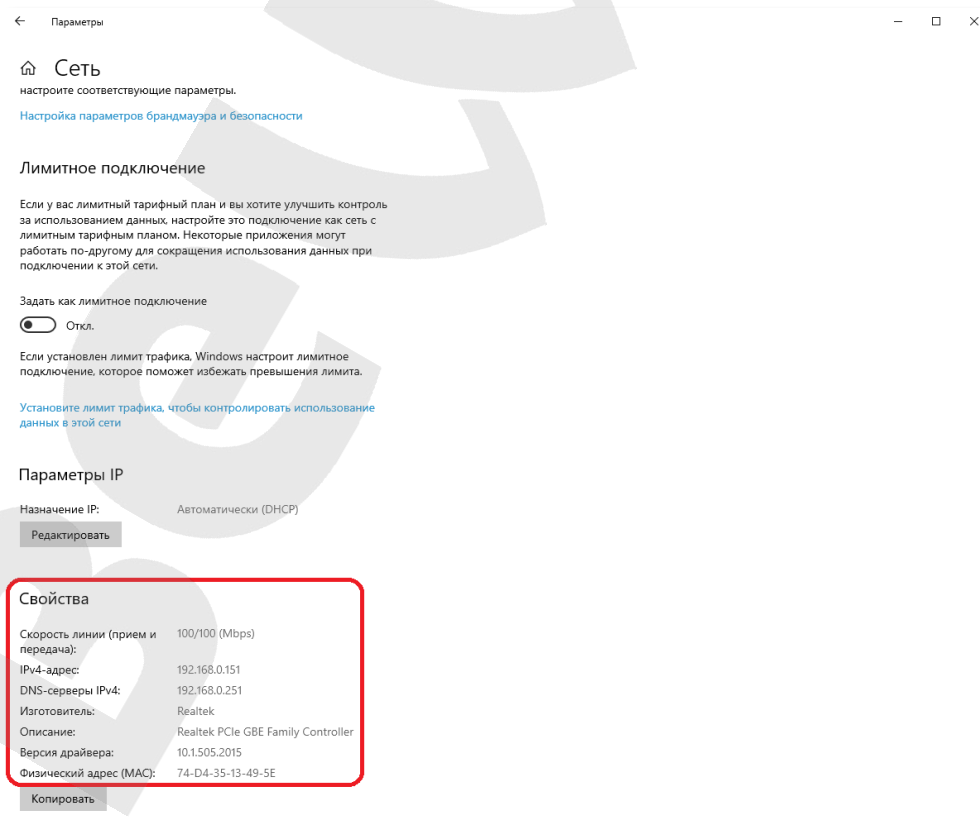 Параметры
Сеть
настроите соответствующие параметры.
Настройка параметров брандмауэра и безопасности
Лимитное подключение
Если у вас лимитный тарифный план и вы хотите улучшить контроль
за использованием данных, настройте это подключение как сеть с
лимитным тарифным планом. Некоторые приложения могут
работать по-другому для сокращения использования данных при
подключении к этой сети.
Задать как лимитное подключение
Откл.
Если установлен лимит трафика, Windows настроит лимитное
подключение, которое поможет избежать превышения лимита.
Установите лимит трафика, чтобы контролировать использование
данных в этой сети
Параметры IP
Назначение IP: Автоматически (DHCP)
Редактировать
Свойства
Скорость линии (прием и 100/100 (Mbps)
передача):
IPv4-адрес: 192.168.0.151
DNS-серверы IPv4: 192.168.0.251
Изготовитель: Realtek
Описание: Realtek PCIe GBE Family Controller
Версия драйвера: 10.1.505.2015
Физический адрес (MAC): 74-D4-35-13-49-5E
Копировать